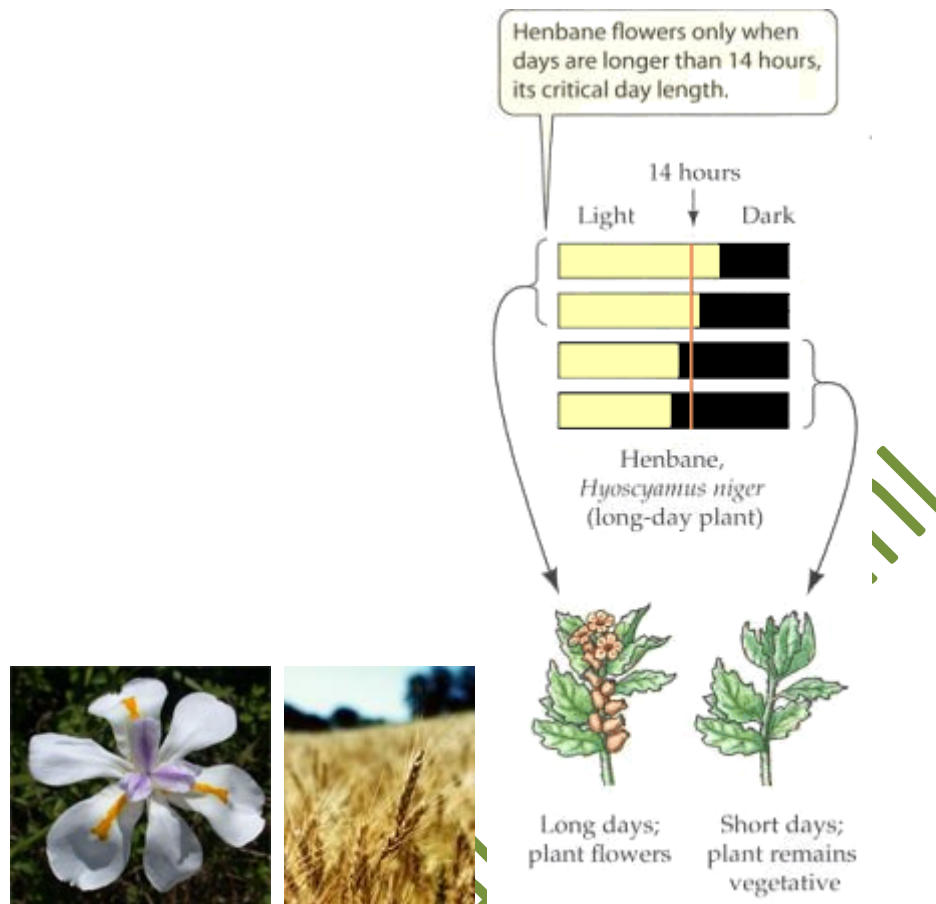 Henbane flowers only when
days are longer than 14 hours,
its critical day length.
14 hours
Light Dark
Henbane,
Hyoscyamus niger
(long-day plant)
Long days;
plant flowers
Short days;
plant remains
vegetative